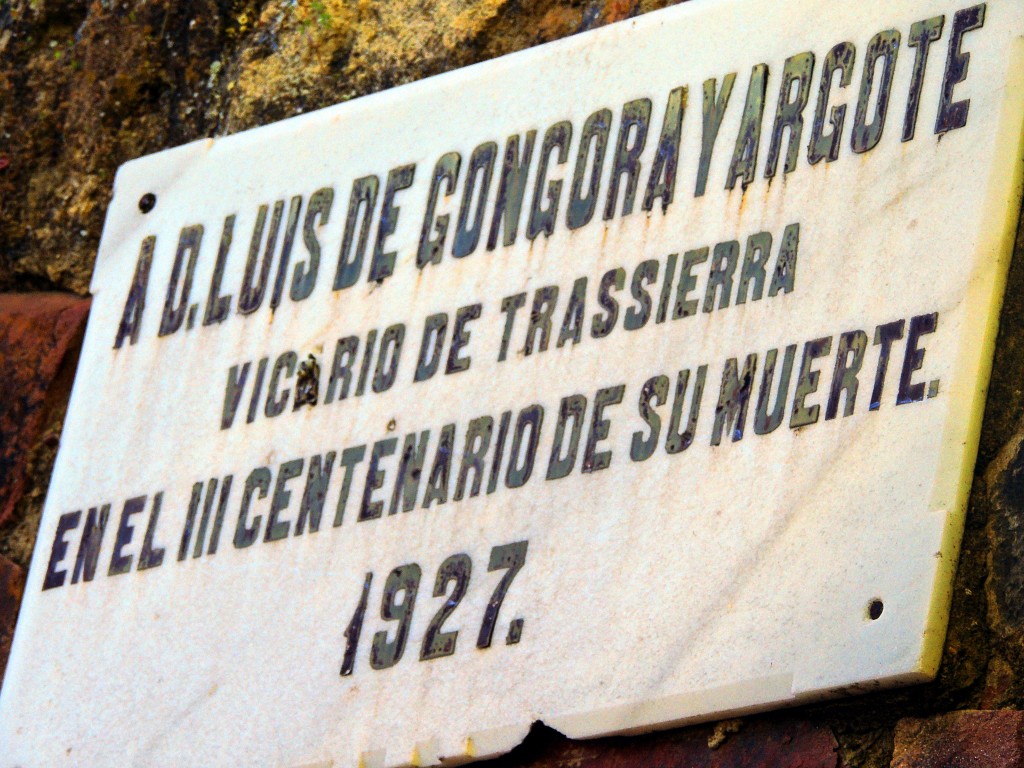 A D. LUIS DE GONGORA Y ARGOTE
VICARIO DE TRASSIERRA
EN EL III CENTENARIO DE SU MUERTE.
1927.